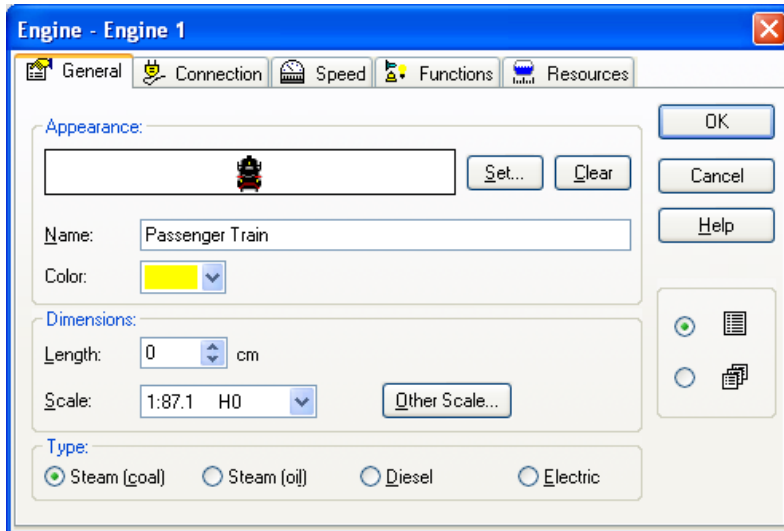 Engine - Engine 1
General Connection Speed Functions Resources
Appearance:
Set... Clear
Name: Passenger Train
Color:
Dimensions:
Length: 0 cm
Scale: 1:87.1 H0 Other Scale...
Type:
Steam (coal) Steam (oil) Diesel Electric
OK
Cancel
Help